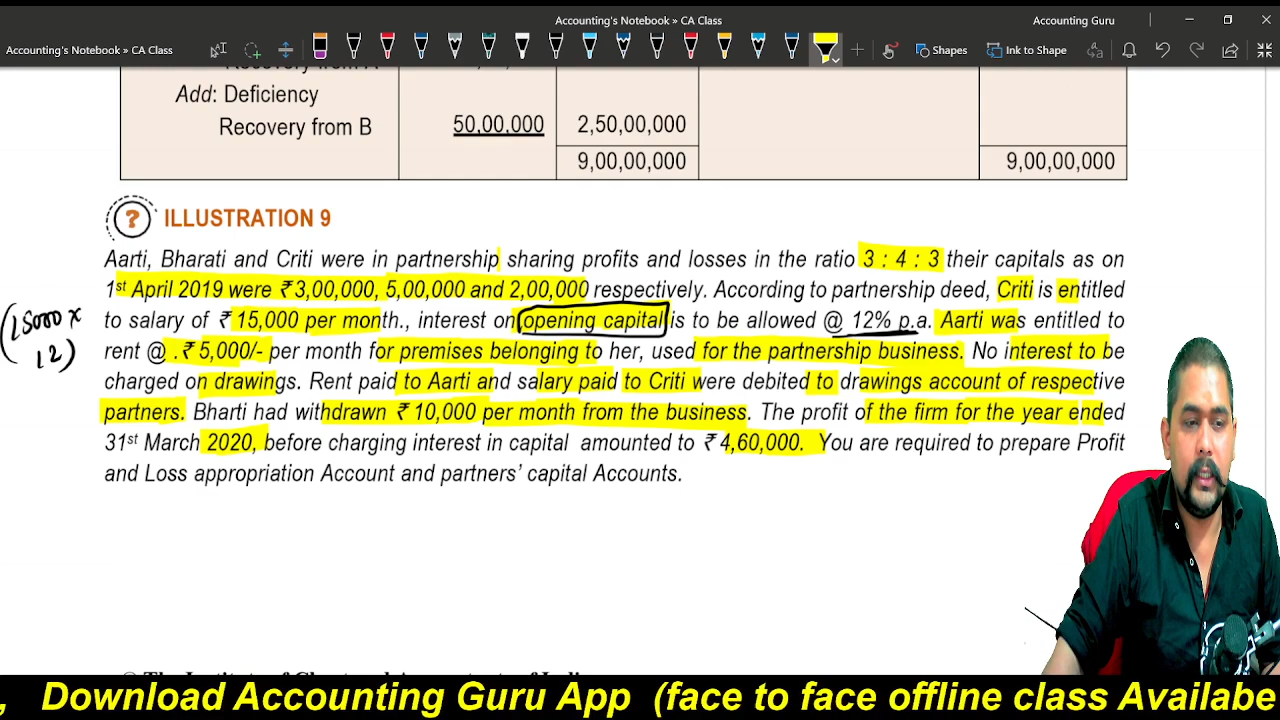 Accounting's Notebook » CA Class
Accounting Guru
Accounting's Notebook » CA Class
Shapes
Ink to Shape
Add: Deficiency
Recovery from B 50,00,000 2,50,00,000
9,00,00,000 9,00,00,000
? ILLUSTRATION 9
Aarti, Bharati and Criti were in partnership sharing profits and losses in the ratio 3 : 4 : 3 their capitals as on
1st April 2019 were ₹ 3,00,000, 5,00,000 and 2,00,000 respectively. According to partnership deed, Criti is entitled
to salary of ₹ 15,000 per month., interest on opening capital is to be allowed @ 12% p.a. Aarti was entitled to
rent @ .₹ 5,000/- per month for premises belonging to her, used for the partnership business. No interest to be
charged on drawings. Rent paid to Aarti and salary paid to Criti were debited to drawings account of respective
partners. Bharti had withdrawn ₹ 10,000 per month from the business. The profit of the firm for the year ended
31st March 2020, before charging interest in capital amounted to ₹ 4,60,000. You are required to prepare Profit
and Loss appropriation Account and partners' capital Accounts.
(15000 x
12)
, Download Accounting Guru App (face to face offline class Availabe